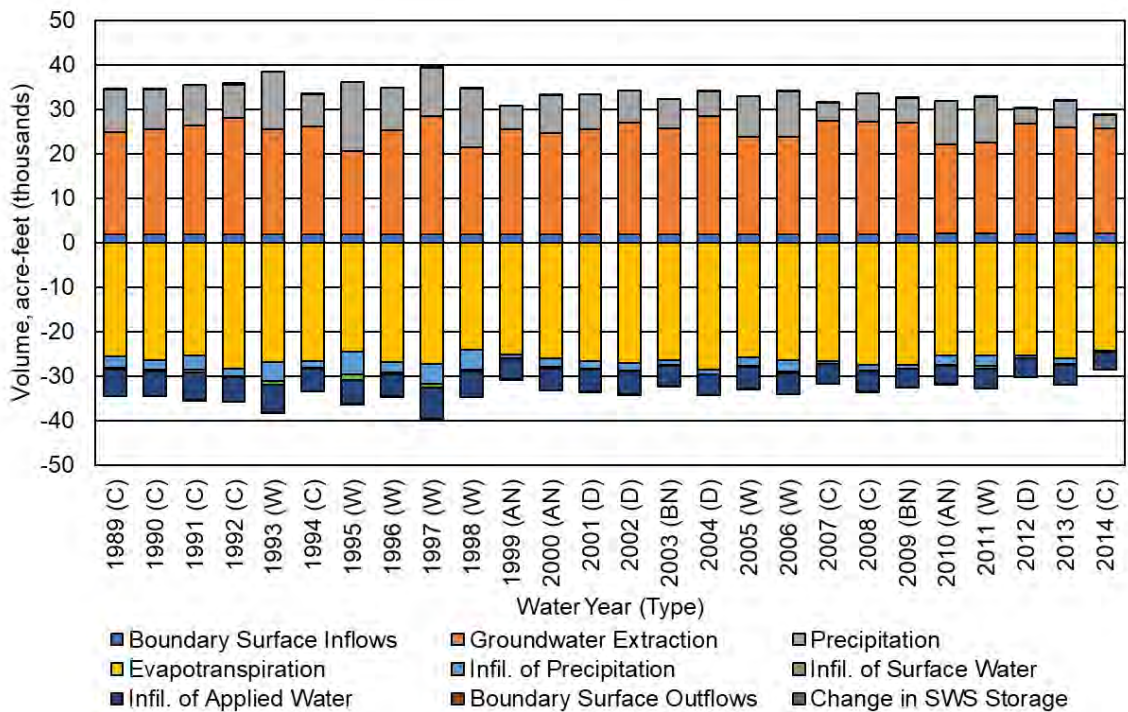 50
40
30
20
10
0
-10
-20
-30
-40
-50
Volume, acre-feet (thousands)
1989 (C)
1990 (C)
1991 (C)
1992 (C)
1993 (W)
1994 (C)
1995 (W)
1996 (W)
1997 (W)
1998 (W)
1999 (AN)
2000 (AN)
2001 (D)
2002 (D)
2003 (BN)
2004 (D)
2005 (W)
2006 (W)
2007 (C)
2008 (C)
2009 (BN)
2010 (AN)
2011 (W)
2012 (D)
2013 (C)
2014 (C)
Water Year (Type)
Boundary Surface Inflows Groundwater Extraction Precipitation
Evapotranspiration Infil. of Precipitation Infil. of Surface Water
Infil. of Applied Water Boundary Surface Outflows Change in SWS Storage